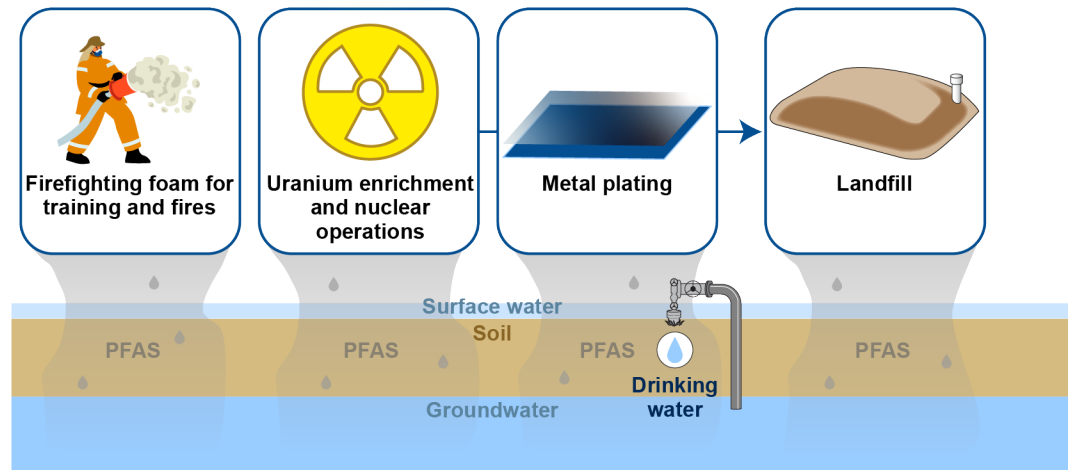 Firefighting foam for
training and fires
Uranium enrichment
and nuclear
operations
Metal plating
Landfill
Surface water
Soil
PFAS
PFAS
PFAS
PFAS
Drinking
water
Groundwater